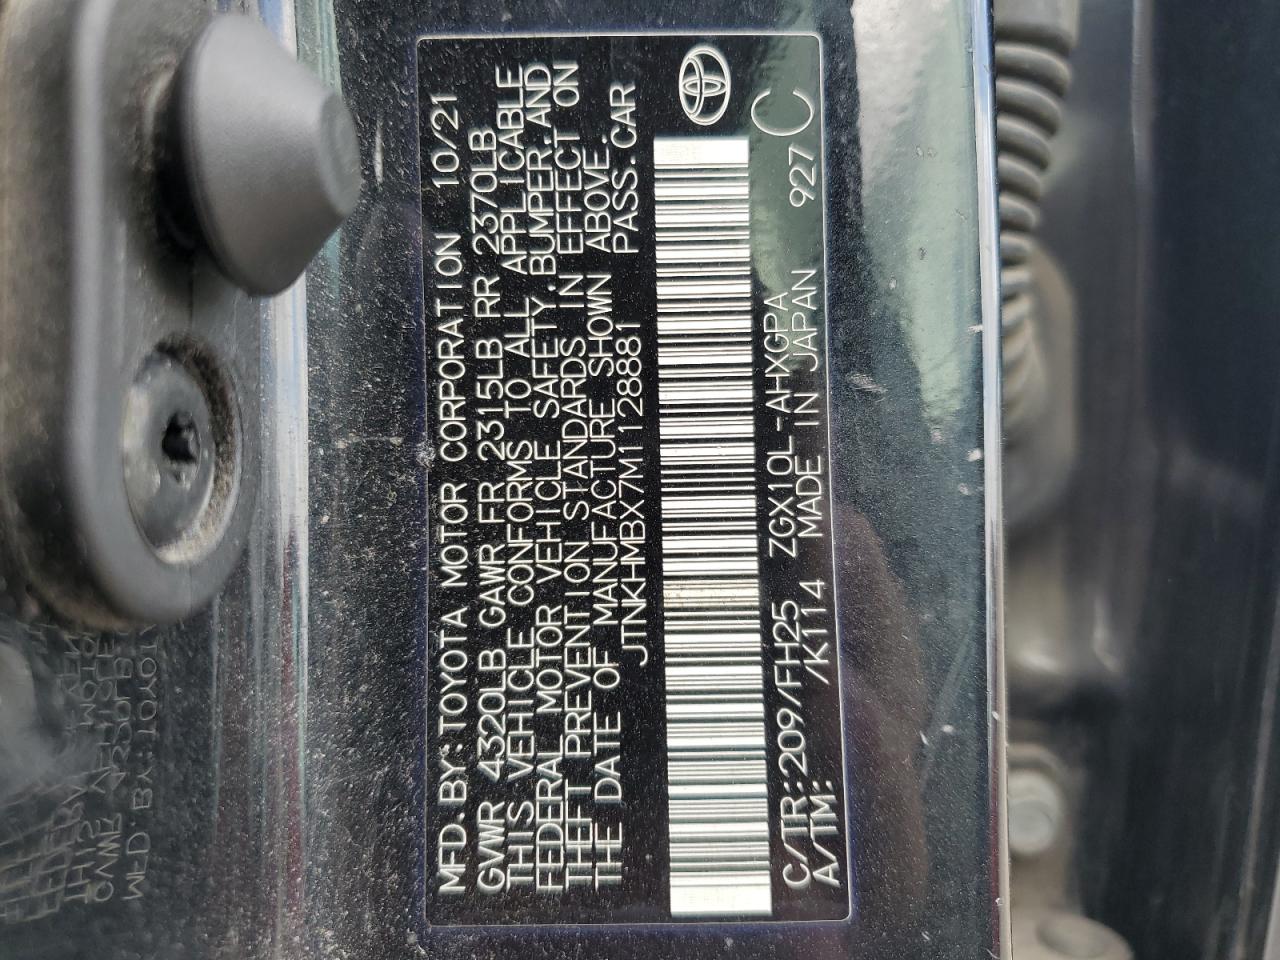 MFD. BY: TOYOTA MOTOR CORPORATION 10/21
GVWR 4320LB GAWR FR 2315LB RR 2370LB
THIS VEHICLE CONFORMS TO ALL APPLICABLE
FEDERAL MOTOR VEHICLE SAFETY, BUMPER, AND
THEFT PREVENTION STANDARDS IN EFFECT ON
THE DATE OF MANUFACTURE SHOWN ABOVE.
JTNKHMBX7M1128881 PASS. CAR
C/TR: 209/FH25 ZGX10L-AHXGPA 927
A/TM: /K114 MADE IN JAPAN C